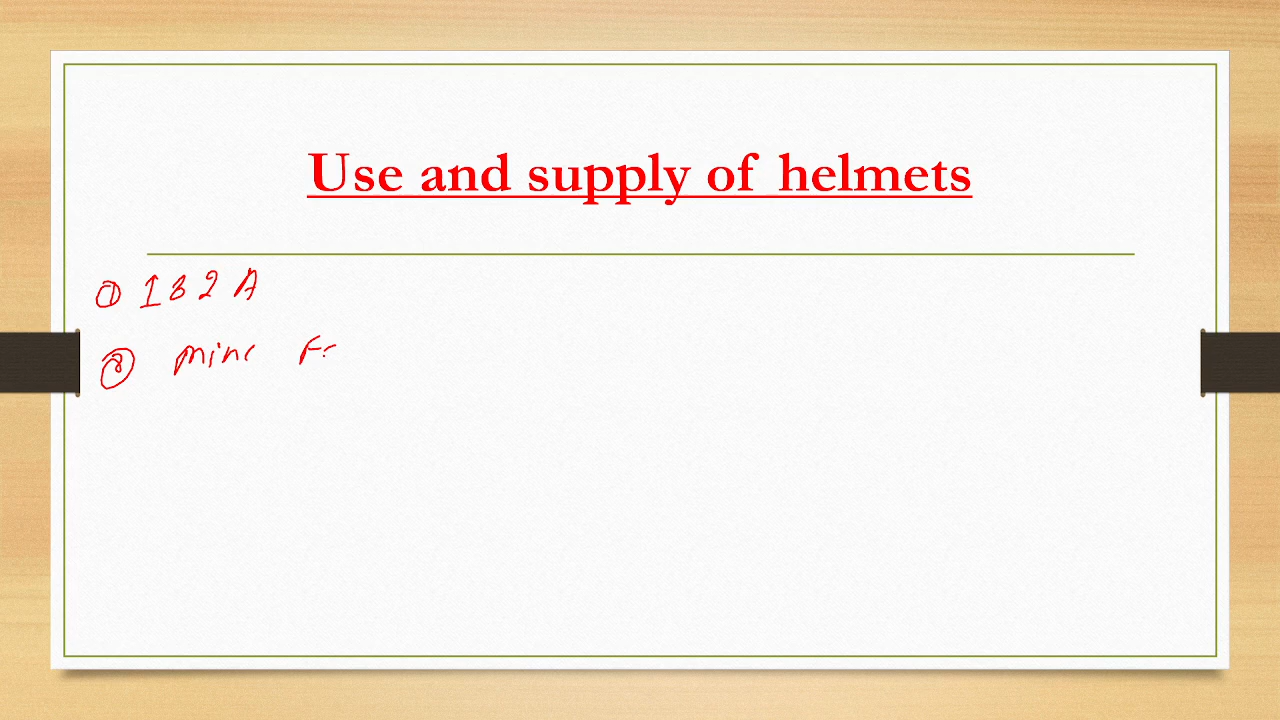 Use and supply of helmets
① 182 A
② mine